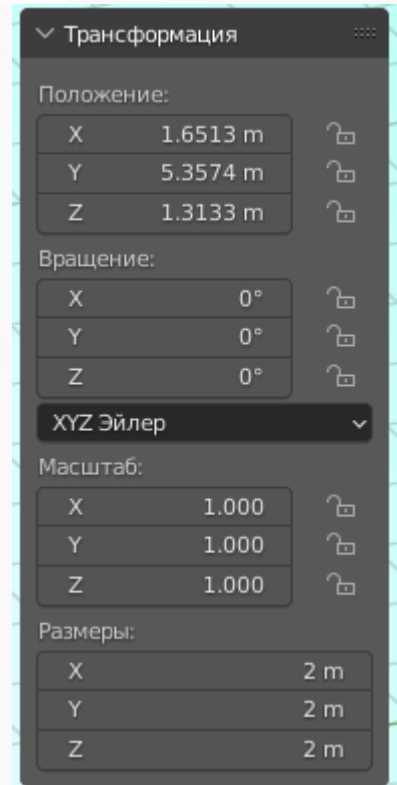 Трансформация
Положение:
X 1.6513 m
Y 5.3574 m
Z 1.3133 m
Вращение:
X 0°
Y 0°
Z 0°
XYZ Эйлер
Масштаб:
X 1.000
Y 1.000
Z 1.000
Размеры:
X 2 m
Y 2 m
Z 2 m